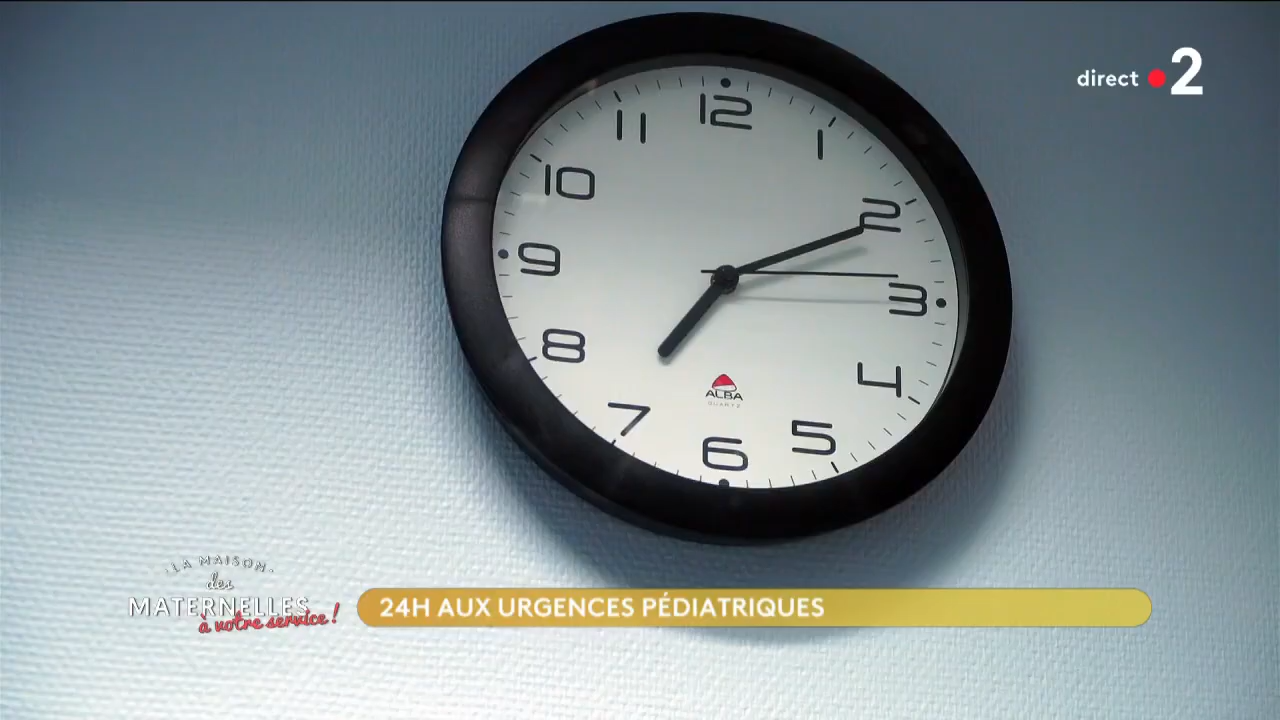 direct 2
12
11
1
10
2
9
3
8
4
7
5
6
ALBA
QUARTZ
·LA MAISON·
des
MATERNELLES
à votre service !
24H AUX URGENCES PÉDIATRIQUES